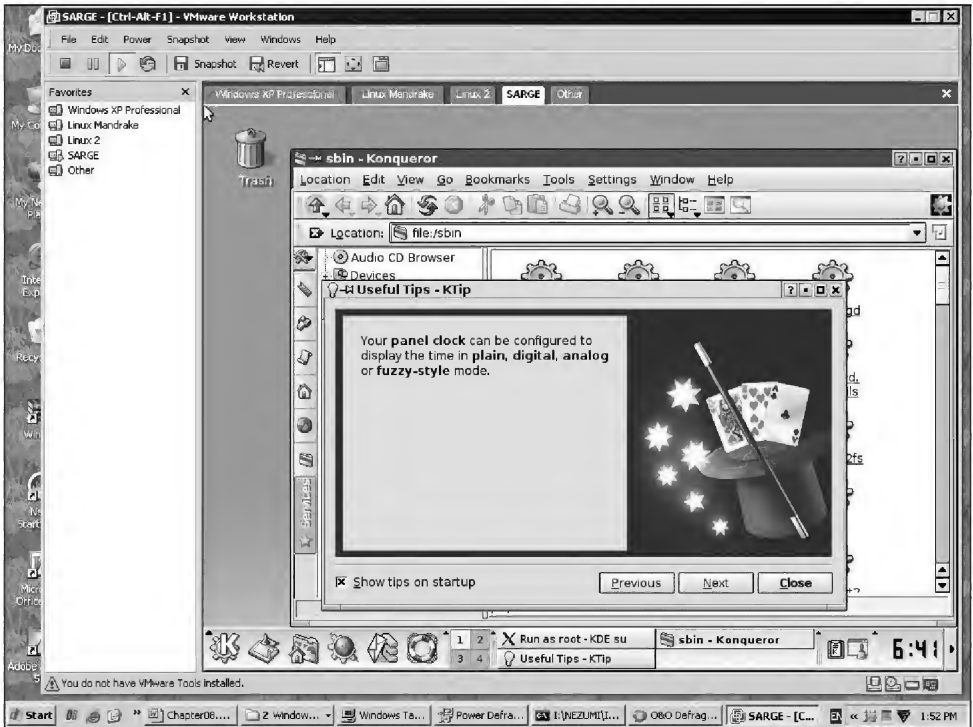 SARGE - [Ctrl-Alt-F1] - VMware Workstation
File Edit Power Snapshot View Windows Help
Snapshot Revert
Favorites
Windows XP Professional
Linux Mandrake
Linux 2
SARGE
Other
Windows XP Professional Linux Mandrake Linux 2 SARGE Other
Trash
sbin - Konqueror
Location Edit View Go Bookmarks Tools Settings Window Help
Location: file:/sbin
Audio CD Browser
Devices
Services
Useful Tips - KTip
Your panel clock can be configured to
display the time in plain, digital, analog
or fuzzy-style mode.
Show tips on startup
Previous Next Close
1 2
3 4
Run as root - KDE su
Useful Tips - KTip
sbin - Konqueror
6:41
You do not have VMware Tools installed.
Start
Chapter08....
2 Window...
Windows Ta...
Power Defra...
I:\NEZUMI\I...
O&O Defrag...
SARGE - [C...
EN
1:52 PM